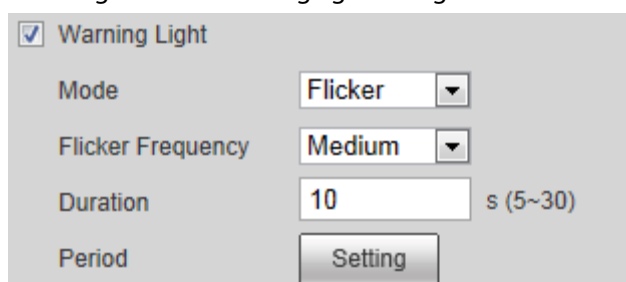 Warning Light
Mode Flicker
Flicker Frequency Medium
Duration 10 s (5~30)
Period Setting